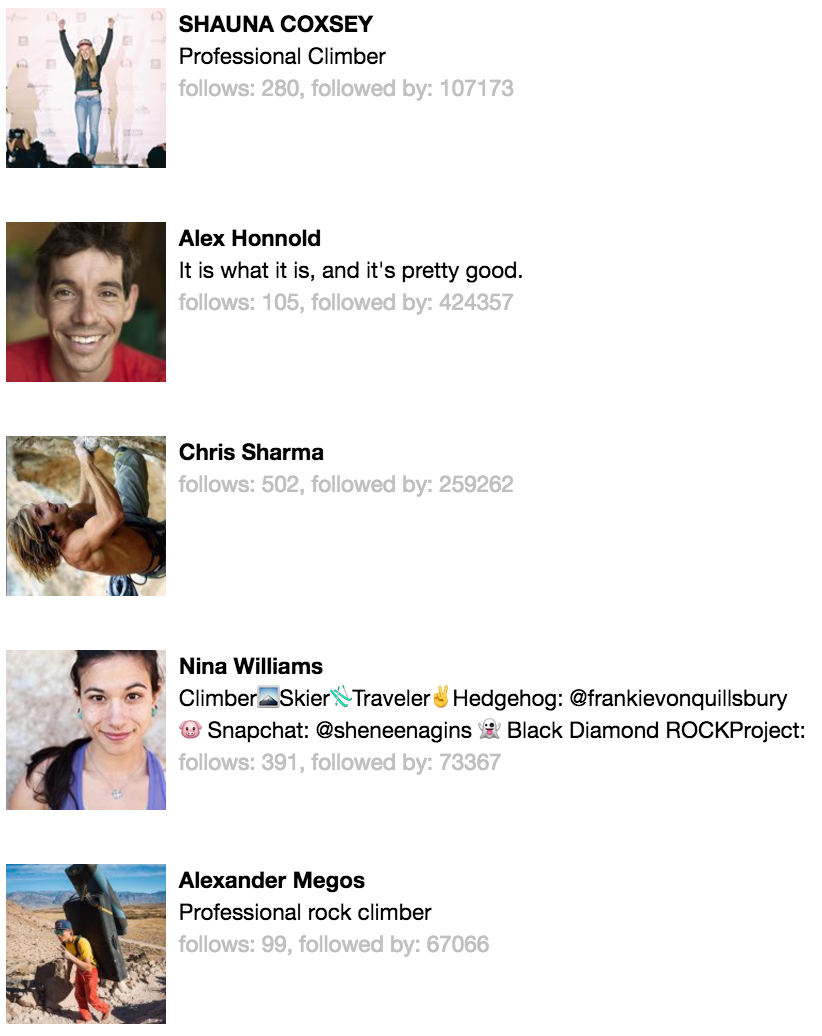 SHAUNA COXSEY
Professional Climber
follows: 280, followed by: 107173
Alex Honnold
It is what it is, and it's pretty good.
follows: 105, followed by: 424357
Chris Sharma
follows: 502, followed by: 259262
Nina Williams
Climber🗻Skier🎿Traveler✌Hedgehog: @frankievonquillsbury
🐷 Snapchat: @sheneenagins 👻 Black Diamond ROCKProject:
follows: 391, followed by: 73367
Alexander Megos
Professional rock climber
follows: 99, followed by: 67066